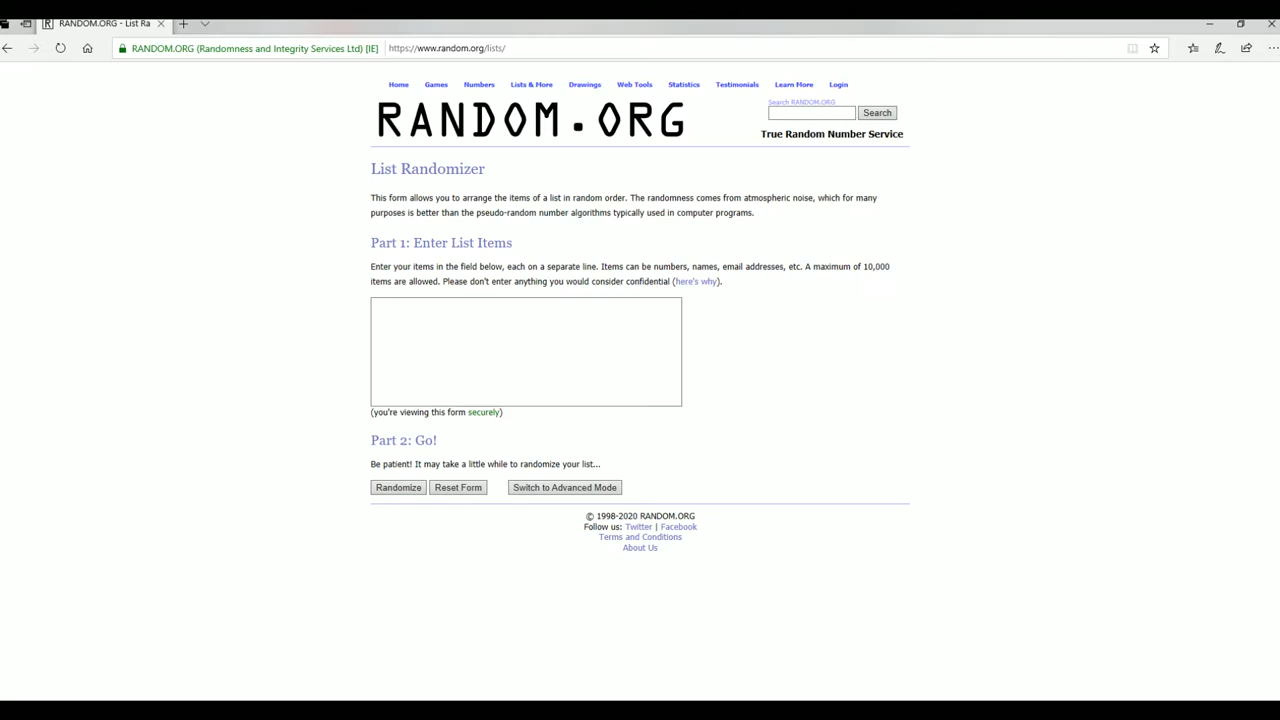 RANDOM.ORG - List Ra
RANDOM.ORG (Randomness and Integrity Services Ltd) [IE]
https://www.random.org/lists/
Home Games Numbers Lists & More Drawings Web Tools Statistics Testimonials Learn More Login
RANDOM.ORG
Search RANDOM.ORG
Search
True Random Number Service
List Randomizer
This form allows you to arrange the items of a list in random order. The randomness comes from atmospheric noise, which for many
purposes is better than the pseudo-random number algorithms typically used in computer programs.
Part 1: Enter List Items
Enter your items in the field below, each on a separate line. Items can be numbers, names, email addresses, etc. A maximum of 10,000
items are allowed. Please don't enter anything you would consider confidential (here's why).
(you're viewing this form securely)
Part 2: Go!
Be patient! It may take a little while to randomize your list...
Randomize Reset Form Switch to Advanced Mode
© 1998-2020 RANDOM.ORG
Follow us: Twitter | Facebook
Terms and Conditions
About Us